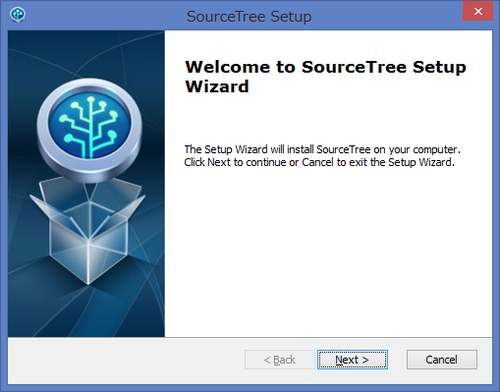 SourceTree Setup
Welcome to SourceTree Setup
Wizard
The Setup Wizard will install SourceTree on your computer.
Click Next to continue or Cancel to exit the Setup Wizard.
< Back
Next >
Cancel